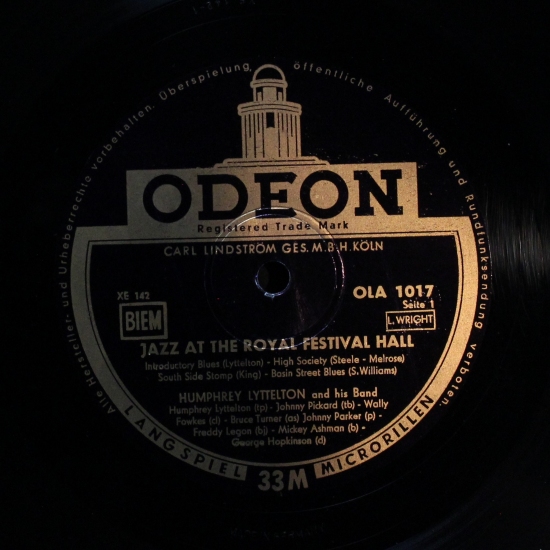 Alle Hersteller- und Urheberrechte vorbehalten. Überspielung, öffentliche Aufführung und Rundfunksendung verboten.
ODEON
Registered Trade Mark
CARL LINDSTRÖM GES.M.B.H.KÖLN
XE 142
OLA 1017
Seite 1
BIEM
L. WRIGHT
JAZZ AT THE ROYAL FESTIVAL HALL
Introductory Blues (Lyttelton) - High Society (Steele - Melrose)
South Side Stomp (King) - Basin Street Blues (S.Williams)
HUMPHREY LYTTELTON and his Band
Humphrey Lyttelton (tp) - Johnny Pickard (tb) - Wally
Fowkes (cl) - Bruce Turner (as) Johnny Parker (p) -
Freddy Legon (bj) - Mickey Ashman (b) -
George Hopkinson (d)
LANGSPIEL 33M MICRORILLEN